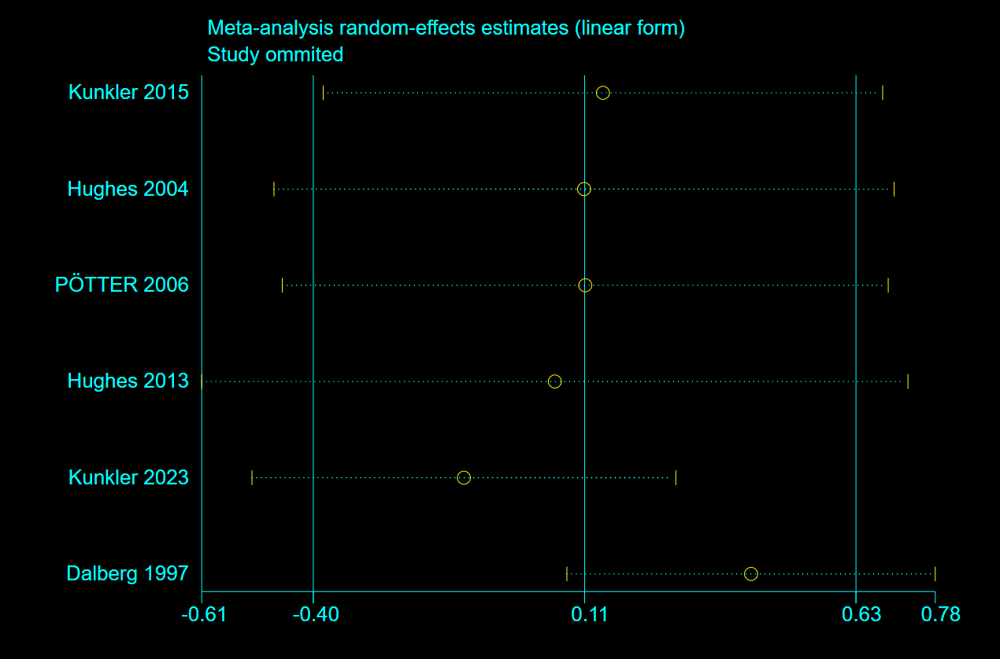 Meta-analysis random-effects estimates (linear form)
Study ommited
Kunkler 2015
Hughes 2004
PÖTTER 2006
Hughes 2013
Kunkler 2023
Dalberg 1997
-0.61 -0.40 0.11 0.63 0.78